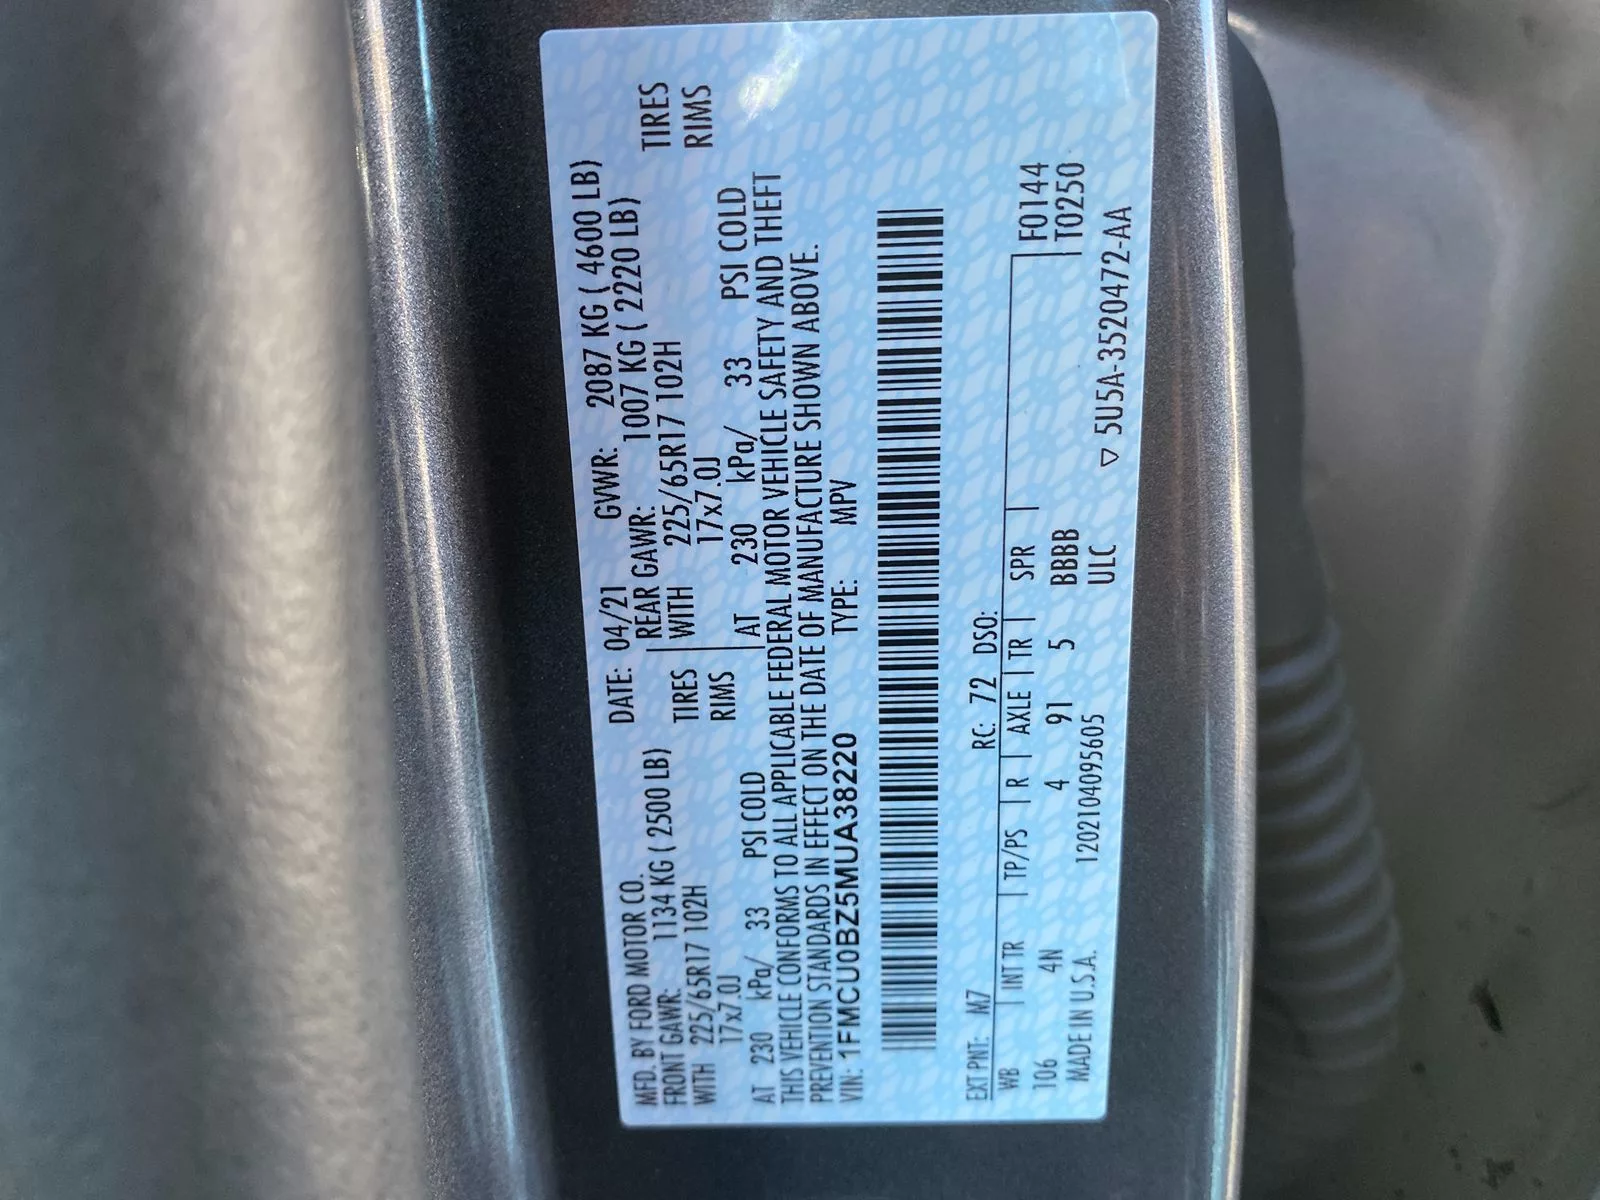 MFD. BY FORD MOTOR CO. DATE: 04/21 GVWR: 2087 KG ( 4600 LB)
FRONT GAWR: 1134 KG ( 2500 LB) REAR GAWR: 1007 KG ( 2220 LB)
WITH 225/65R17 102H TIRES WITH 225/65R17 102H TIRES
17x7.0J RIMS 17x7.0J RIMS
AT 230 kPa/ 33 PSI COLD AT 230 kPa/ 33 PSI COLD
THIS VEHICLE CONFORMS TO ALL APPLICABLE FEDERAL MOTOR VEHICLE SAFETY AND THEFT
PREVENTION STANDARDS IN EFFECT ON THE DATE OF MANUFACTURE SHOWN ABOVE.
VIN: 1FMCU0BZ5MUA38220 TYPE: MPV
EXT PNT: M7 RC: 72 DSO:
WB INT TR TP/PS R AXLE TR SPR F0144
106 4N 4 91 5 BBBB T0250
MADE IN U.S.A. 1202104095605 ULC
▽ 5U5A-3520472-AA